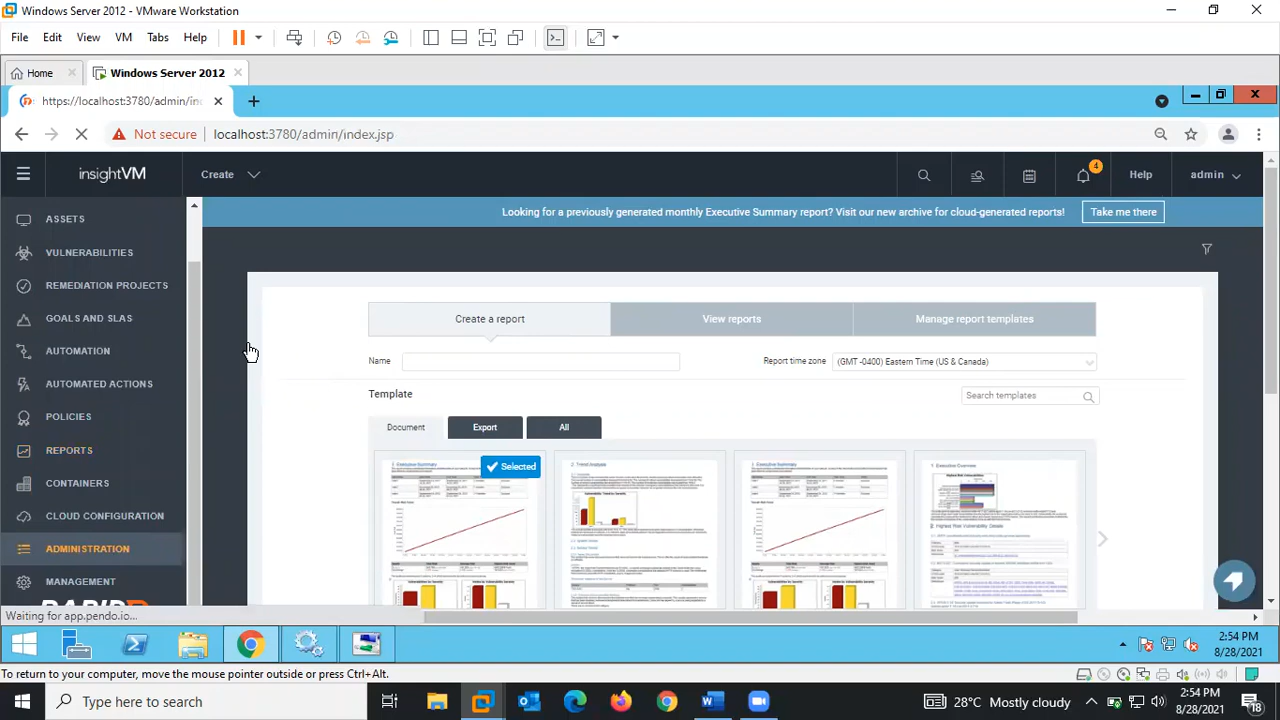 Windows Server 2012 - VMware Workstation
File Edit View VM Tabs Help
Home
Windows Server 2012
https://localhost:3780/admin/in
Not secure
localhost:3780/admin/index.jsp
insightVM
Create
4
Help
admin
Looking for a previously generated monthly Executive Summary report? Visit our new archive for cloud-generated reports!
Take me there
ASSETS
VULNERABILITIES
REMEDIATION PROJECTS
GOALS AND SLAS
AUTOMATION
AUTOMATED ACTIONS
POLICIES
REPORTS
CONTAINERS
CLOUD CONFIGURATION
ADMINISTRATION
MANAGEMENT
Create a report
View reports
Manage report templates
Name
Report time zone
(GMT -0400) Eastern Time (US & Canada)
Template
Search templates
Document
Export
All
Selected
Waiting for app.pendo.io...
2:54 PM
8/28/2021
To return to your computer, move the mouse pointer outside or press Ctrl+Alt.
Type here to search
28°C Mostly cloudy
2:54 PM
8/28/2021
18